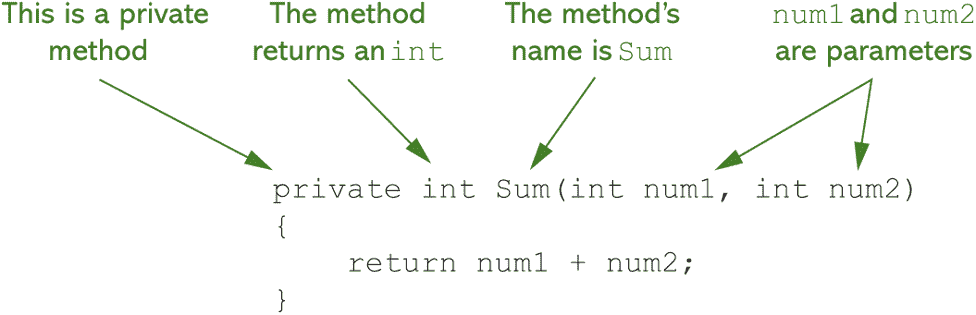 This is a private
method
The method
returns an int
The method's
name is Sum
num1 and num2
are parameters
private int Sum(int num1, int num2)
{
    return num1 + num2;
}